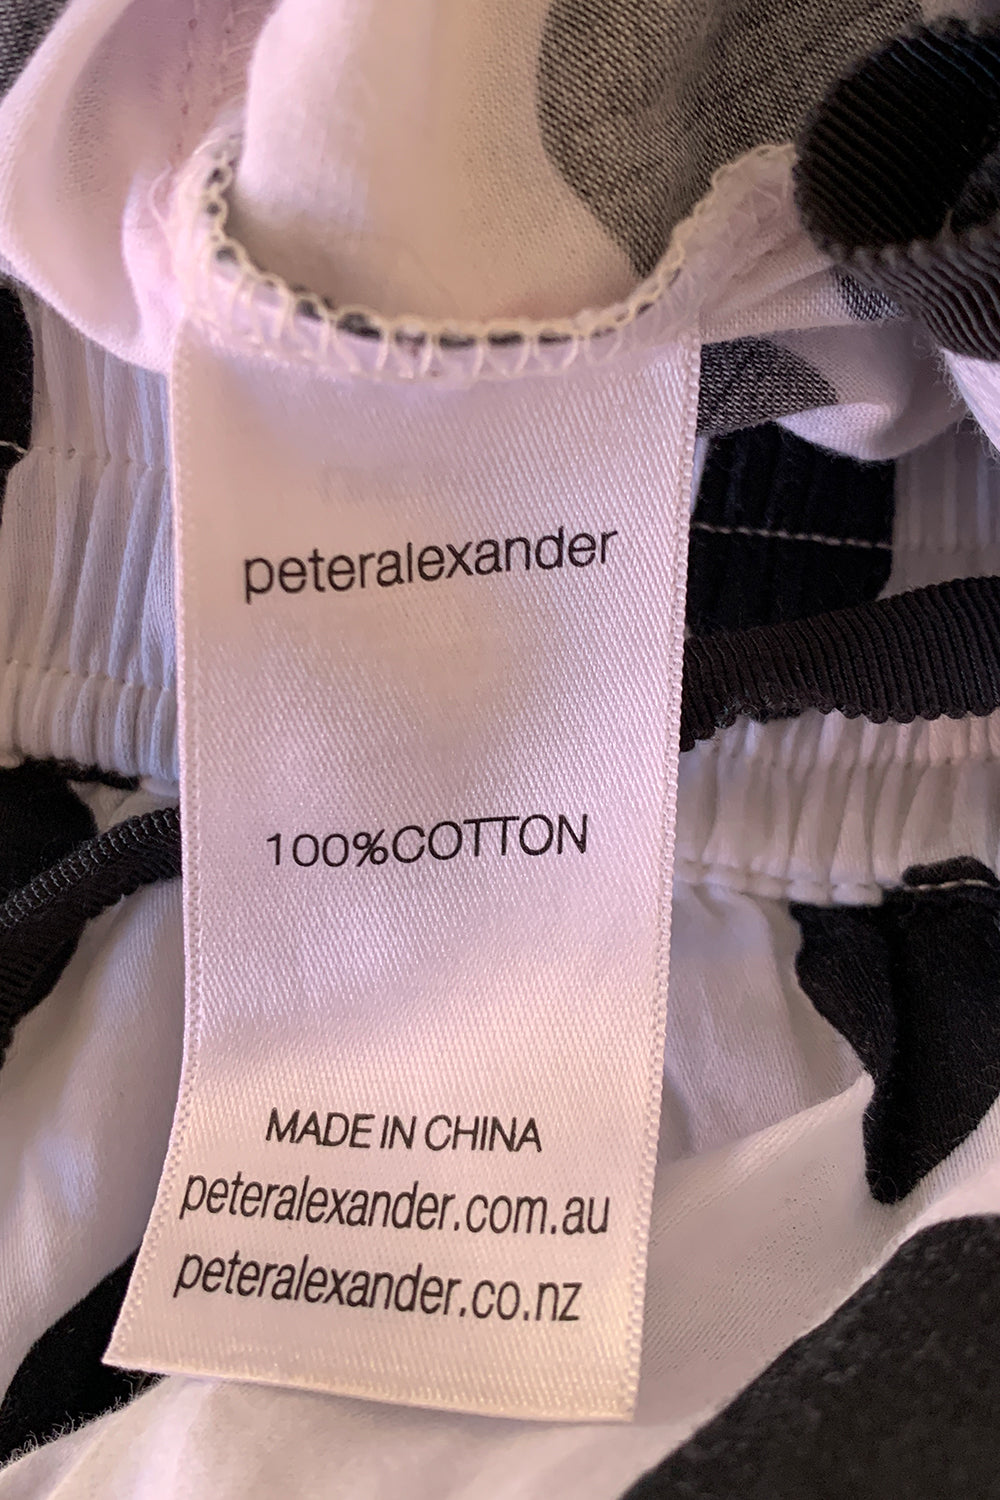 peteralexander
100%COTTON
MADE IN CHINA
peteralexander.com.au
peteralexander.co.nz